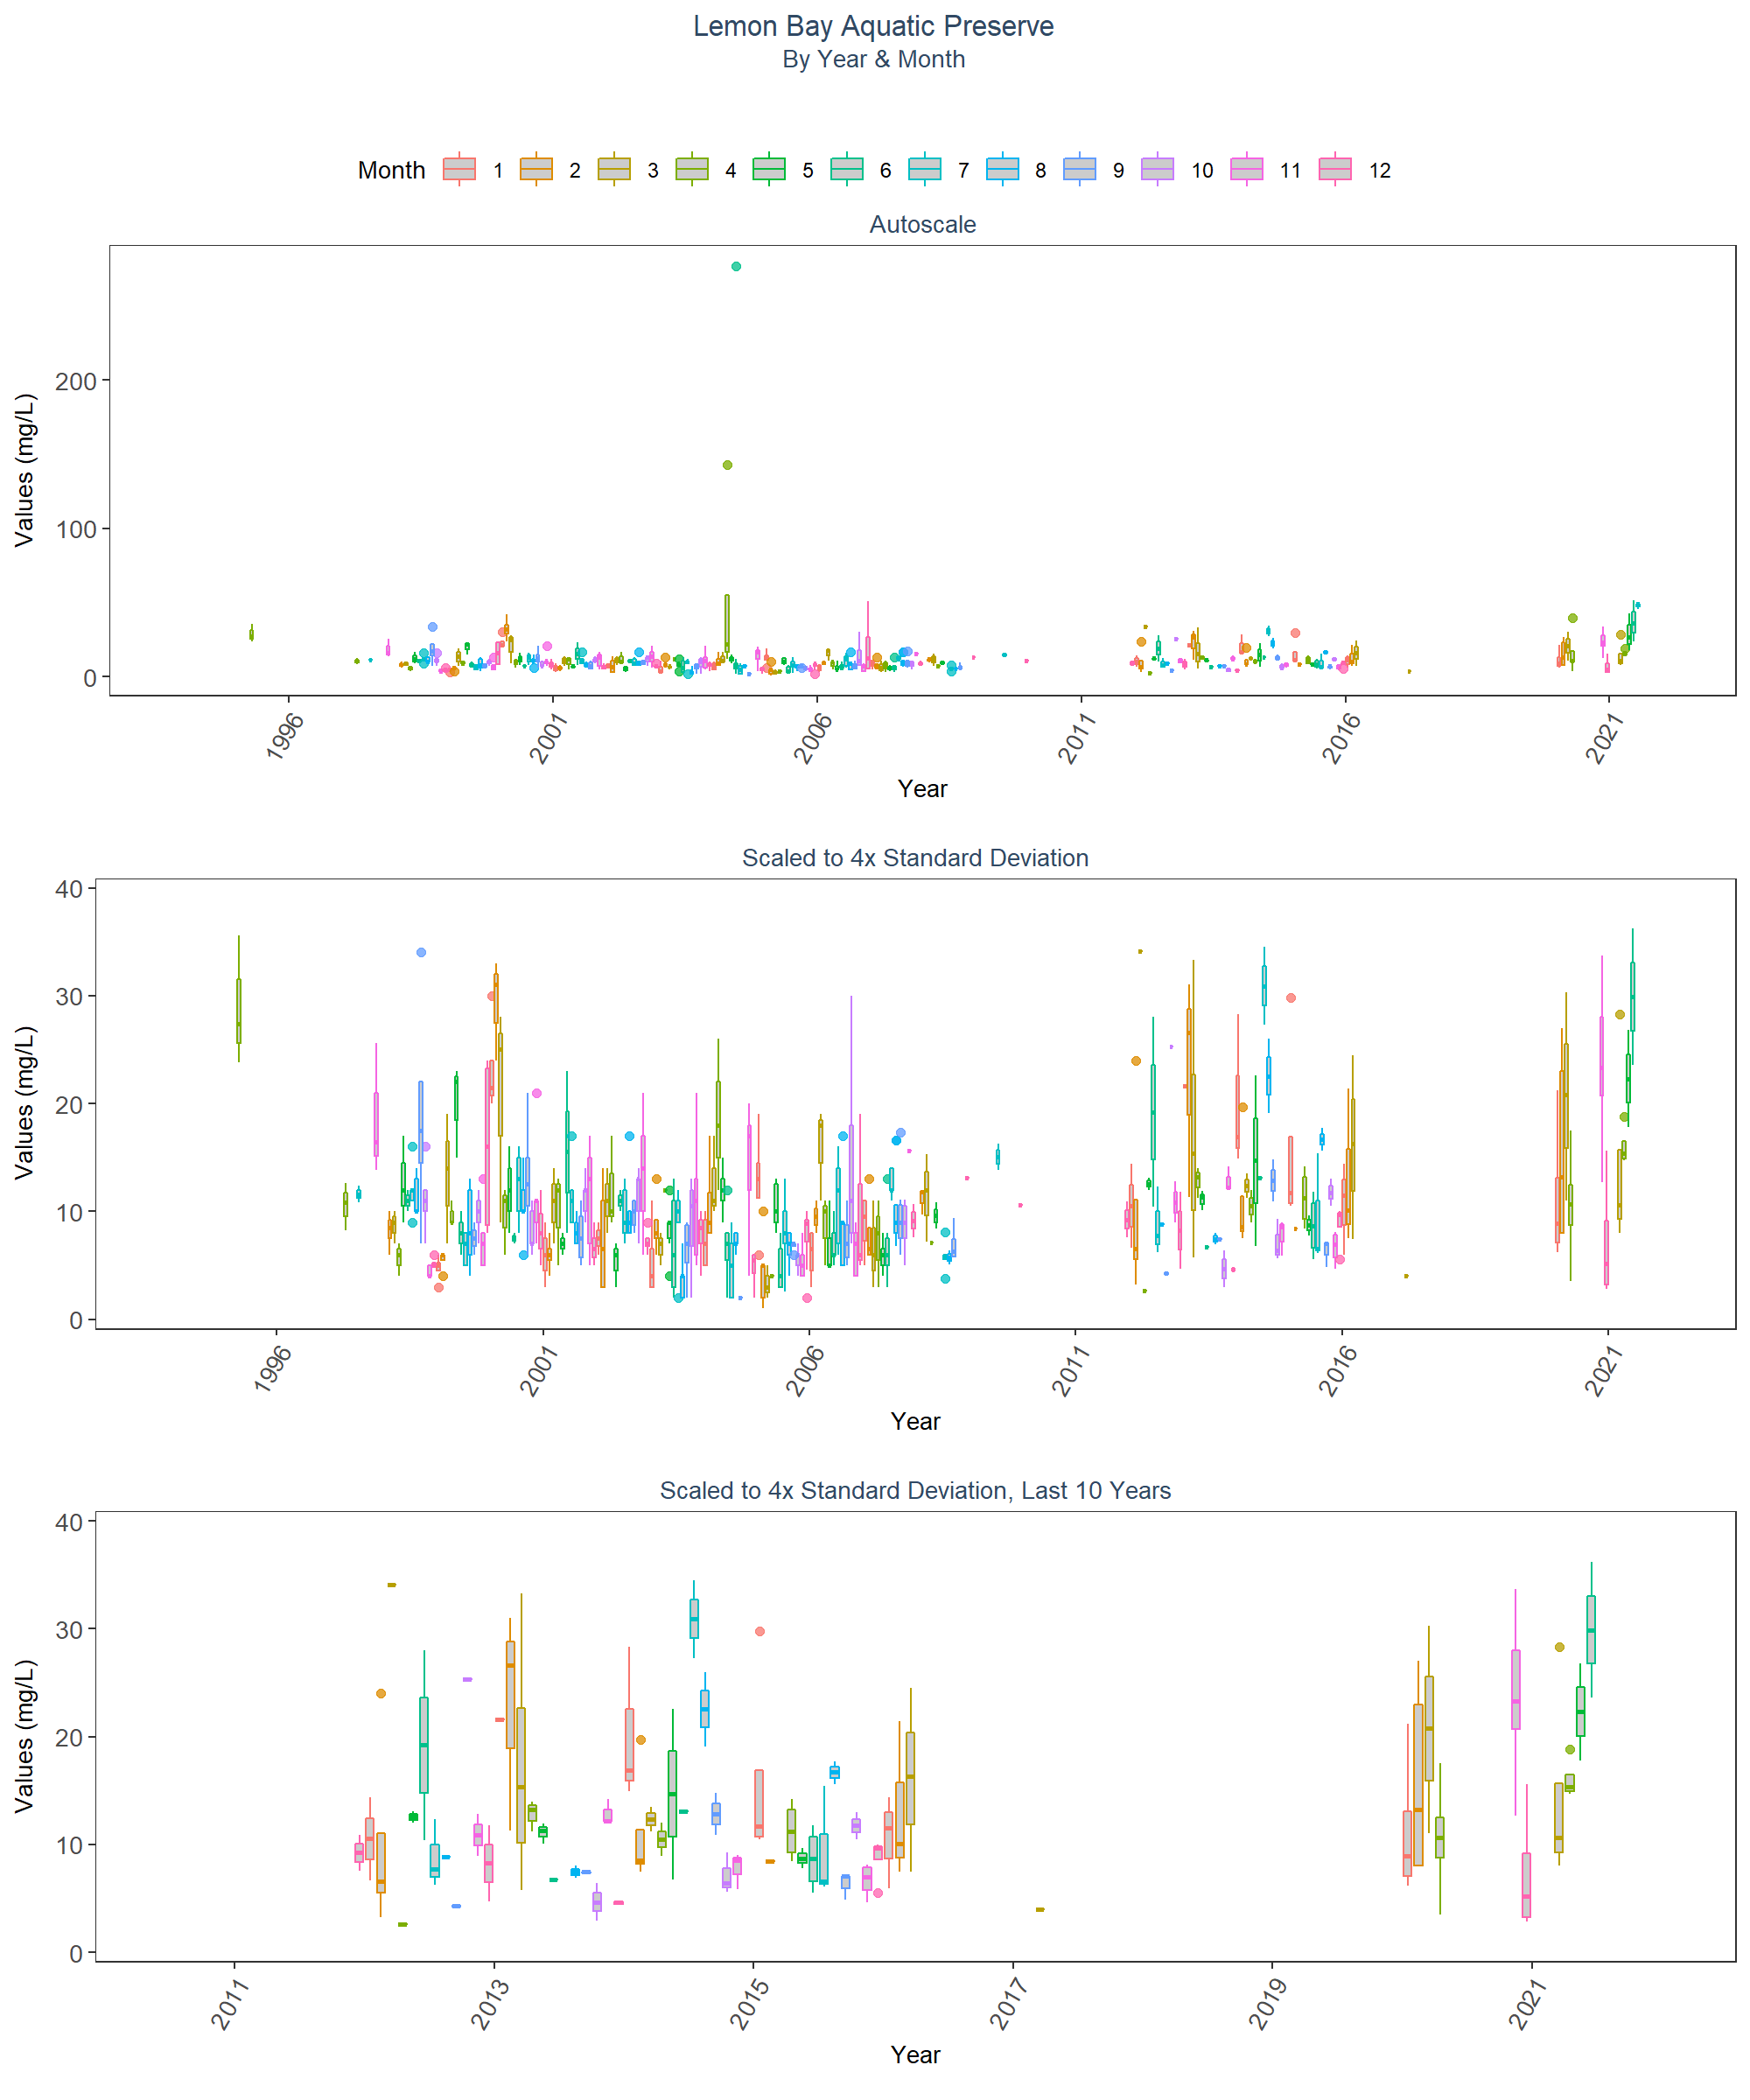 Lemon Bay Aquatic Preserve
By Year & Month
Month 1 2 3 4 5 6 7 8 9 10 11 12
Autoscale
Values (mg/L)
200
100
0
1996 2001 2006 2011 2016 2021
Year
Scaled to 4x Standard Deviation
Values (mg/L)
40
30
20
10
0
1996 2001 2006 2011 2016 2021
Year
Scaled to 4x Standard Deviation, Last 10 Years
Values (mg/L)
40
30
20
10
0
2011 2013 2015 2017 2019 2021
Year